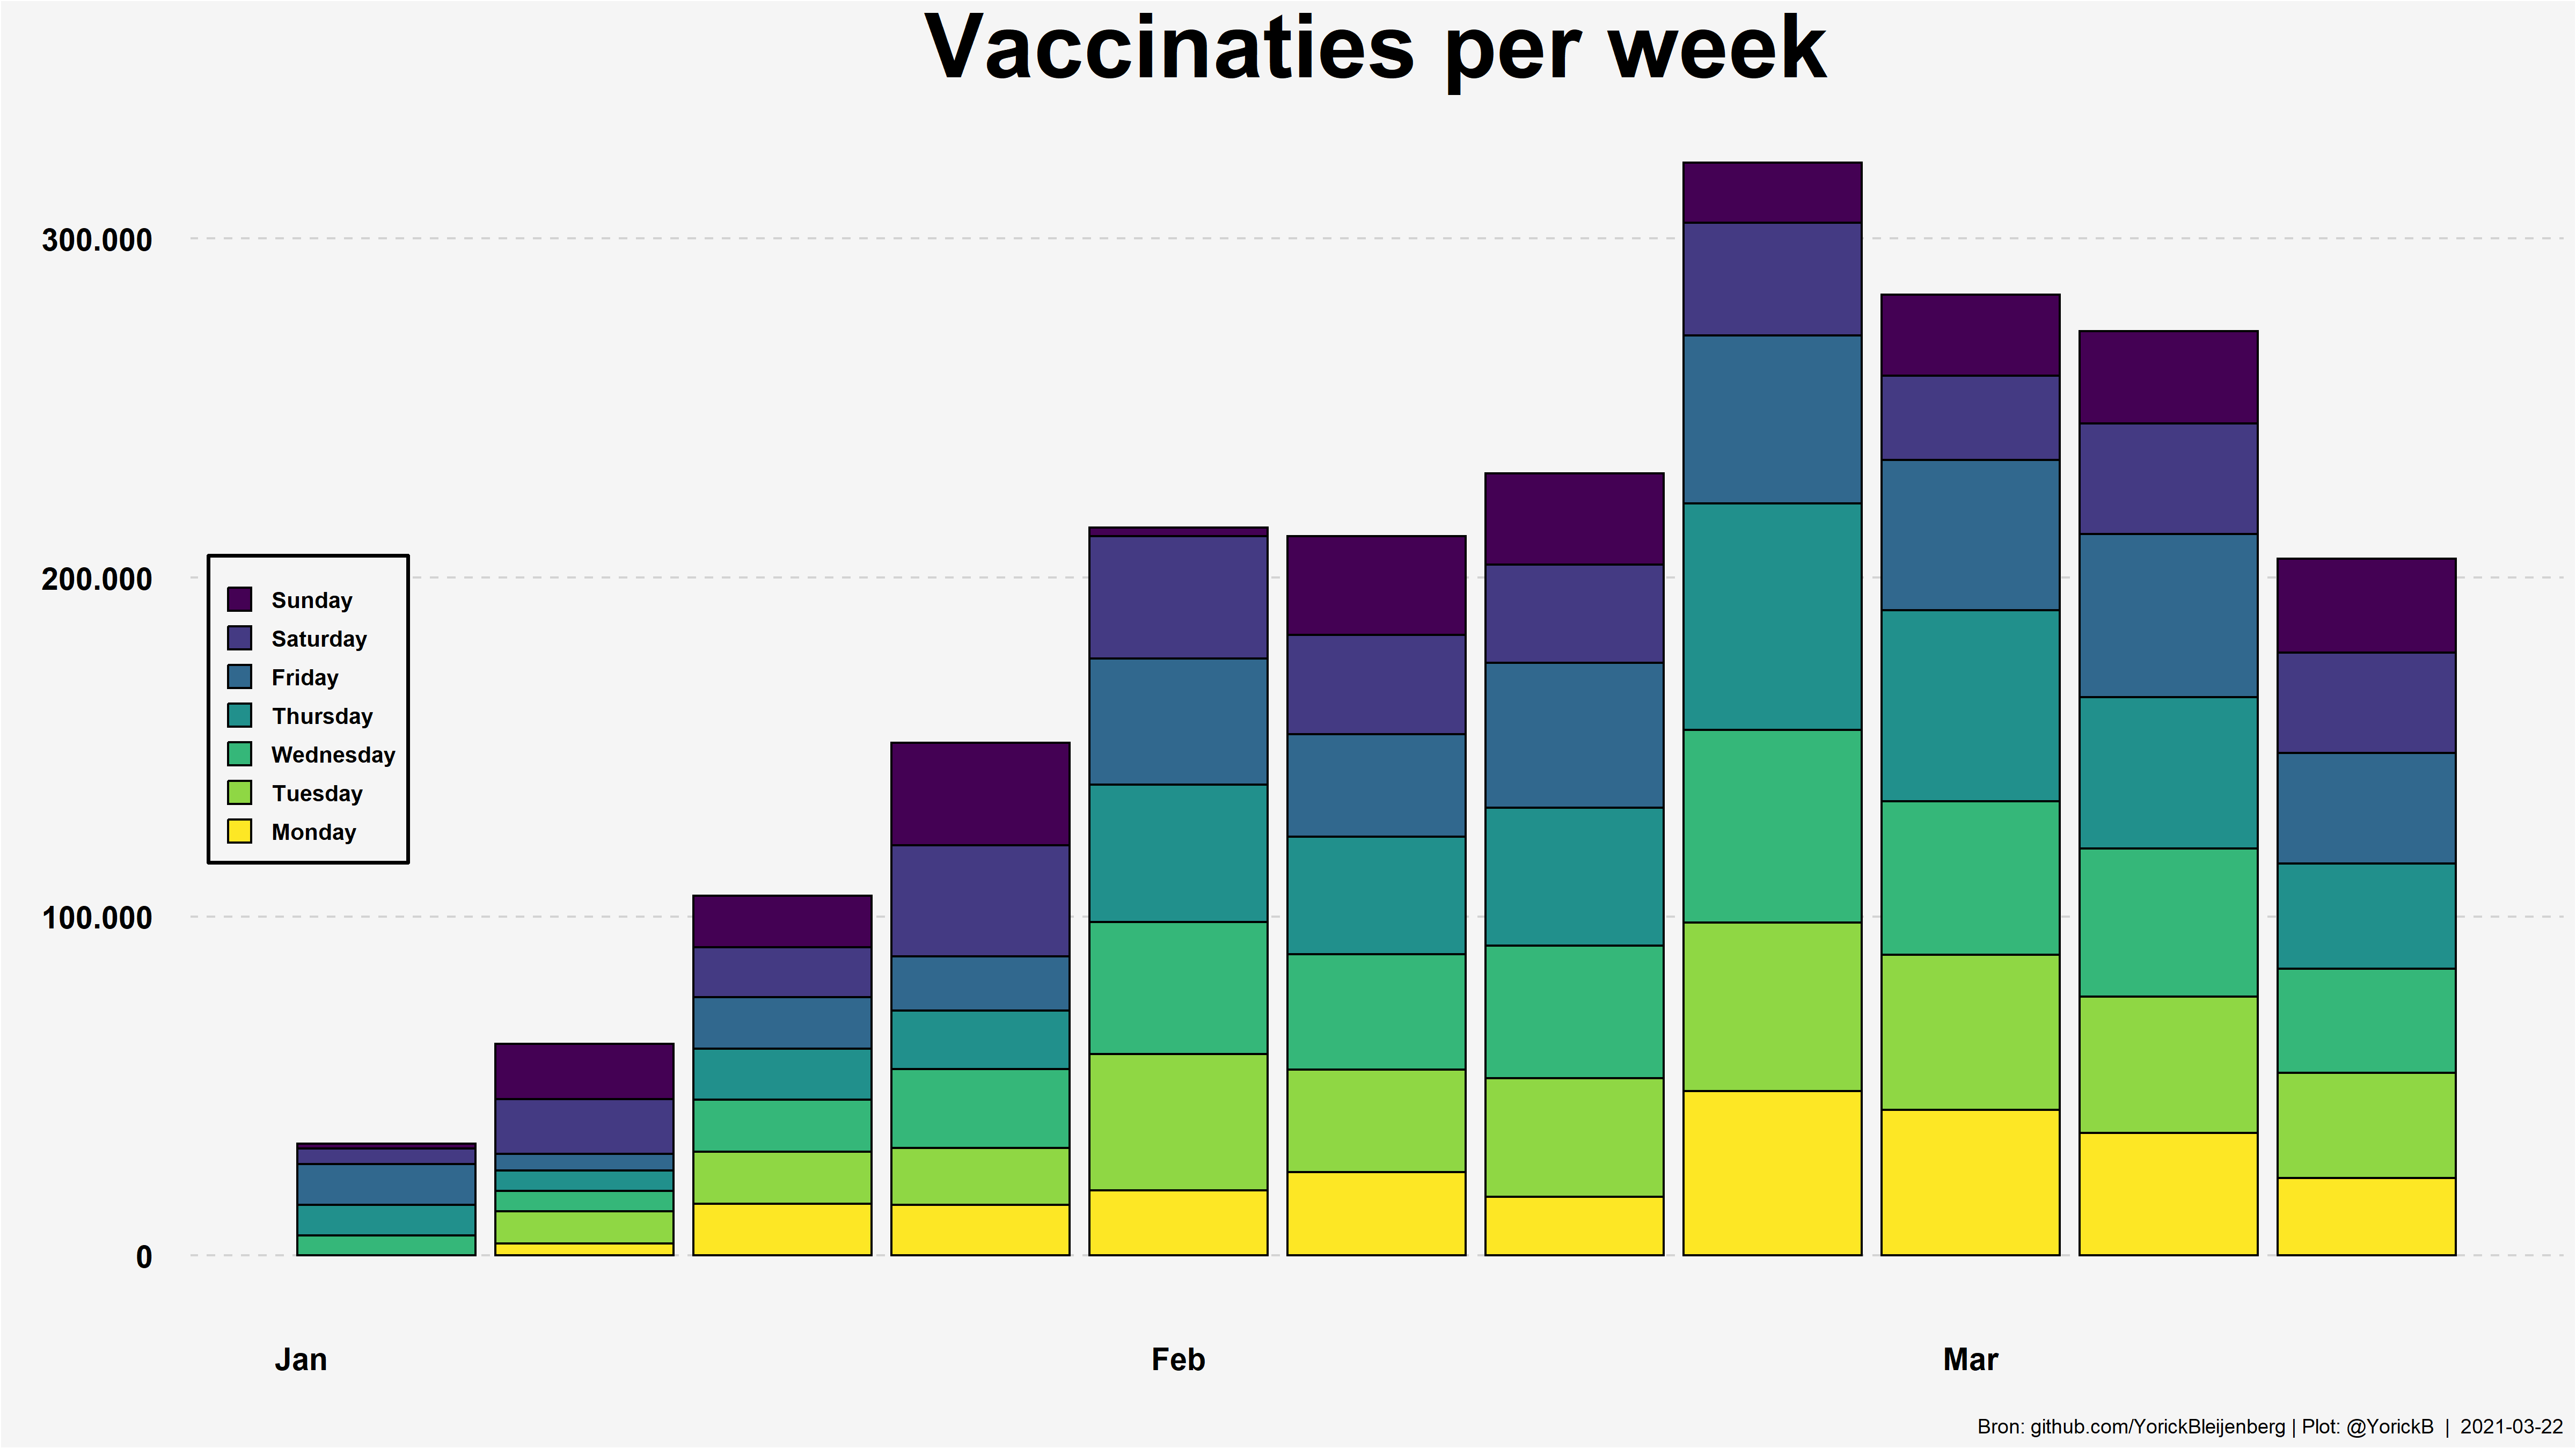 Vaccinaties per week
300.000
200.000
100.000
0
Sunday
Saturday
Friday
Thursday
Wednesday
Tuesday
Monday
Jan Feb Mar
Bron: github.com/YorickBleijenberg | Plot: @YorickB | 2021-03-22